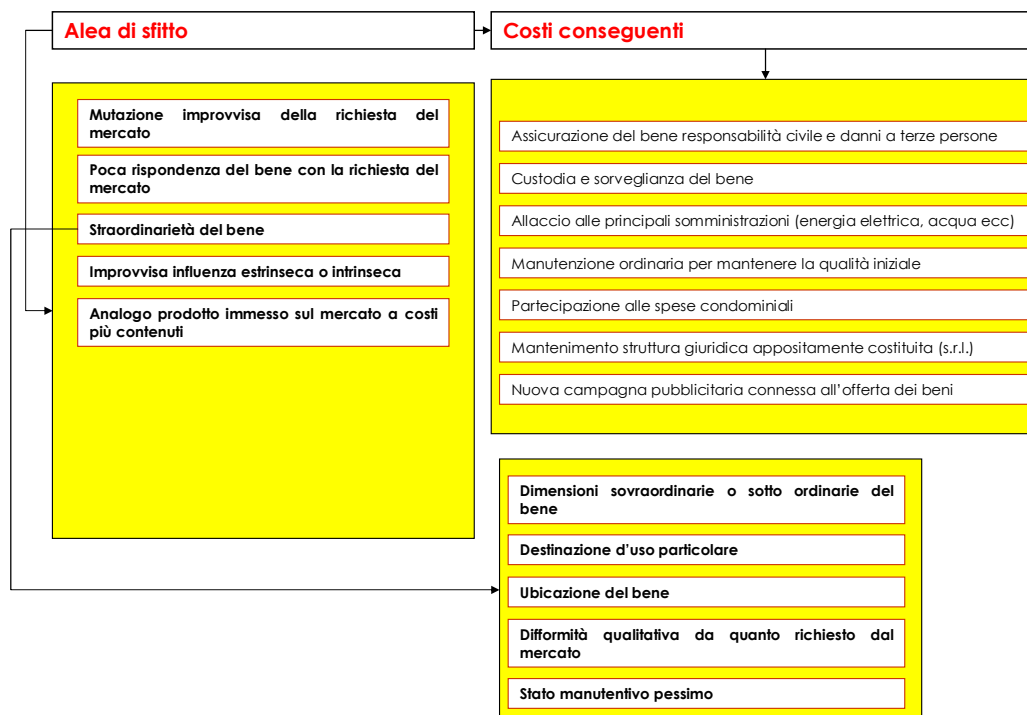 Alea di sfitto
Costi conseguenti
Mutazione improvvisa della richiesta del
mercato
Poca rispondenza del bene con la richiesta del
mercato
Straordinarietà del bene
Improvvisa influenza estrinseca o intrinseca
Analogo prodotto immesso sul mercato a costi
più contenuti
Assicurazione del bene responsabilità civile e danni a terze persone
Custodia e sorveglianza del bene
Allaccio alle principali somministrazioni (energia elettrica, acqua ecc)
Manutenzione ordinaria per mantenere la qualità iniziale
Partecipazione alle spese condominiali
Mantenimento struttura giuridica appositamente costituita (s.r.l.)
Nuova campagna pubblicitaria connessa all'offerta dei beni
Dimensioni sovraordinarie o sotto ordinarie del
bene
Destinazione d'uso particolare
Ubicazione del bene
Difformità qualitativa da quanto richiesto dal
mercato
Stato manutentivo pessimo